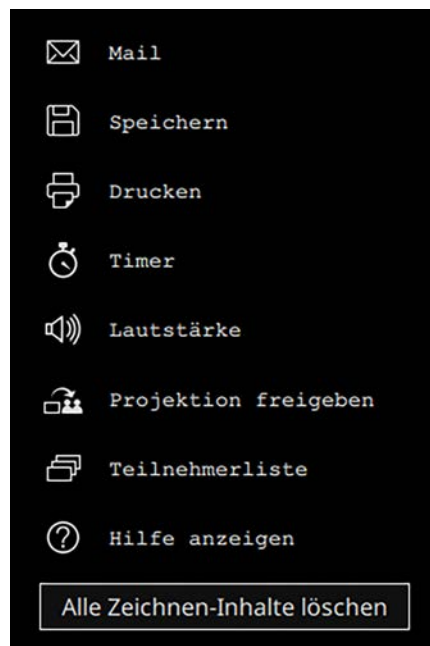 Mail
Speichern
Drucken
Timer
Lautstärke
Projektion freigeben
Teilnehmerliste
Hilfe anzeigen
Alle Zeichnen-Inhalte löschen